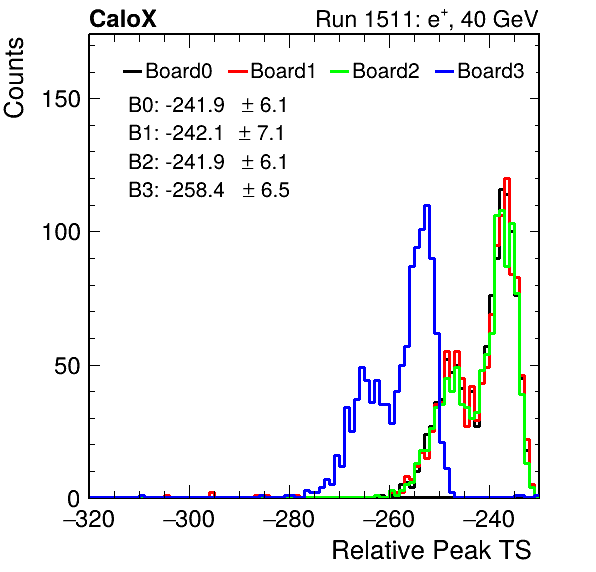 CaloX Run 1511: e+, 40 GeV
Counts
Board0 Board1 Board2 Board3
B0: -241.9 ± 6.1
B1: -242.1 ± 7.1
B2: -241.9 ± 6.1
B3: -258.4 ± 6.5
150
100
50
0
−320 −300 −280 −260 −240
Relative Peak TS